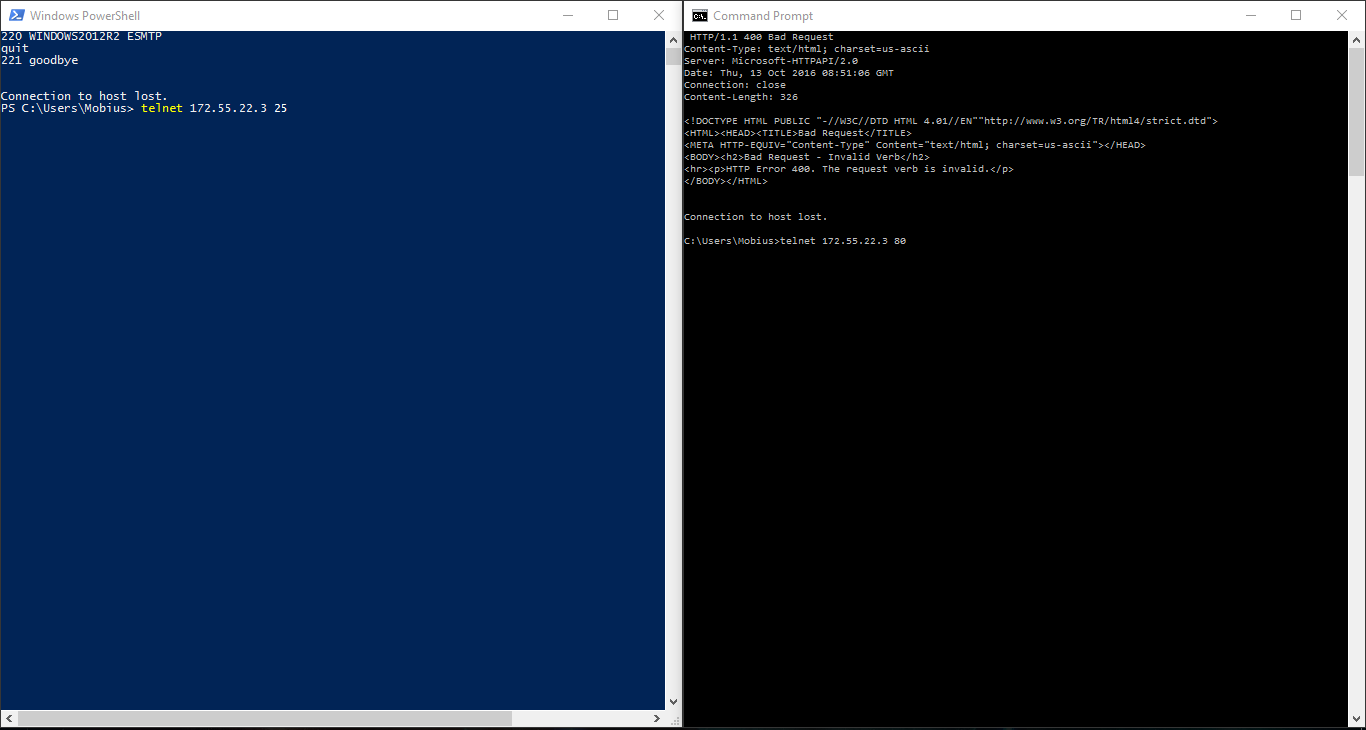 Windows PowerShell
220 WINDOWS2012R2 ESMTP
quit
221 goodbye
Connection to host lost.
PS C:\Users\Mobius> telnet 172.55.22.3 25
Command Prompt
HTTP/1.1 400 Bad Request
Content-Type: text/html; charset=us-ascii
Server: Microsoft-HTTPAPI/2.0
Date: Thu, 13 Oct 2016 08:51:06 GMT
Connection: close
Content-Length: 326
<!DOCTYPE HTML PUBLIC "-//W3C//DTD HTML 4.01//EN""http://www.w3.org/TR/html4/strict.dtd">
<HTML><HEAD><TITLE>Bad Request</TITLE>
<META HTTP-EQUIV="Content-Type" Content="text/html; charset=us-ascii"></HEAD>
<BODY><h2>Bad Request - Invalid Verb</h2>
<hr><p>HTTP Error 400. The request verb is invalid.</p>
</BODY></HTML>
Connection to host lost.
C:\Users\Mobius>telnet 172.55.22.3 80